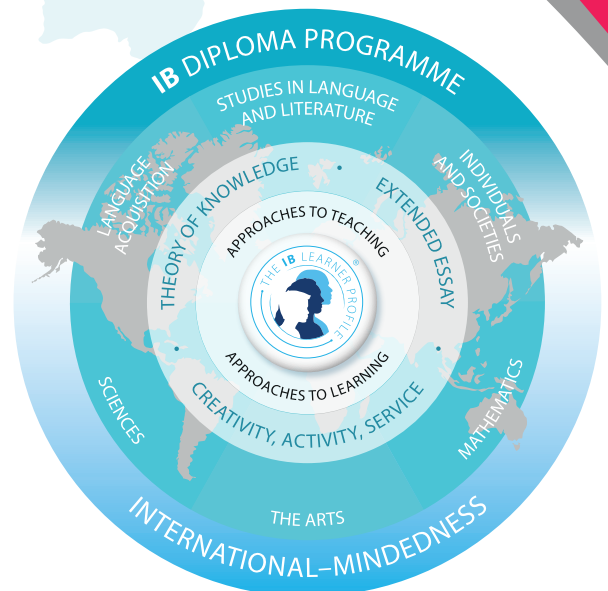 IB DIPLOMA PROGRAMME
STUDIES IN LANGUAGE
AND LITERATURE
LANGUAGE
ACQUISITION
INDIVIDUALS
AND SOCIETIES
THEORY OF KNOWLEDGE
•
EXTENDED ESSAY
APPROACHES TO TEACHING
THE IB LEARNER PROFILE®
APPROACHES TO LEARNING
•
CREATIVITY, ACTIVITY, SERVICE
•
SCIENCES
MATHEMATICS
THE ARTS
INTERNATIONAL–MINDEDNESS